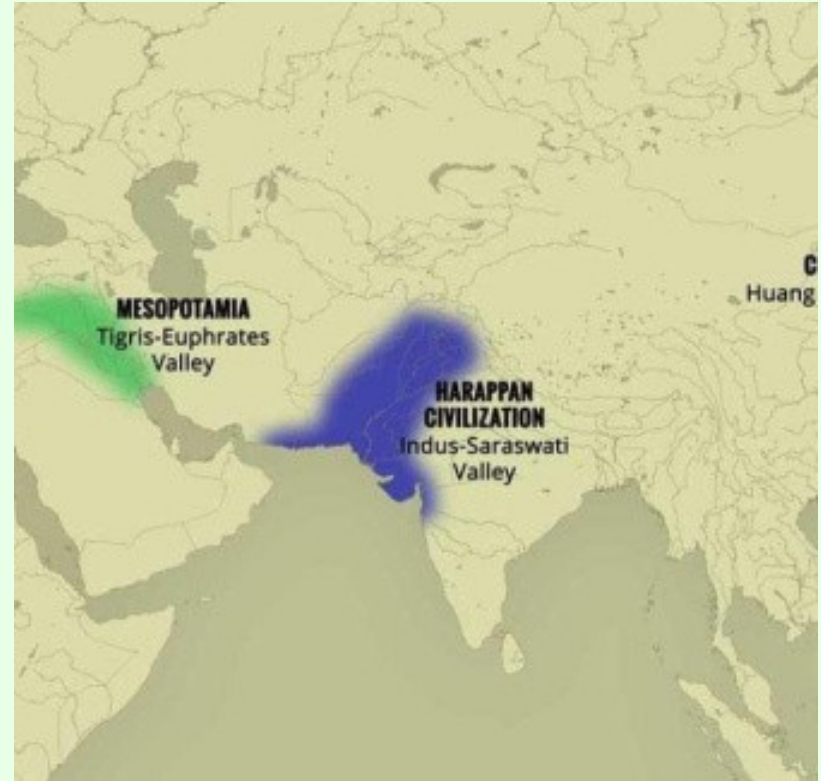 MESOPOTAMIA
Tigris-Euphrates
Valley
HARAPPAN
CIVILIZATION
Indus-Saraswati
Valley
C
Huang